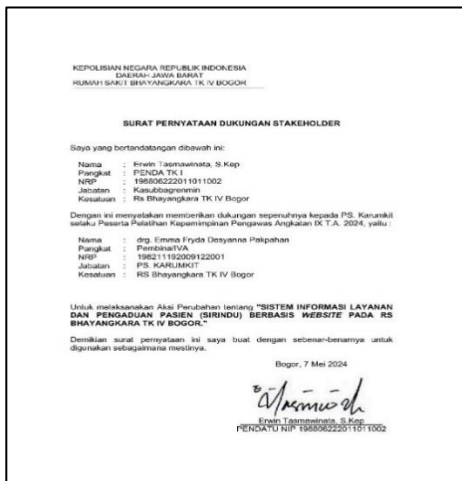 KEPOLISIAN NEGARA REPUBLIK INDONESIA
DAERAH JAWA BARAT
RUMAH SAKIT BHAYANGKARA TK IV BOGOR
SURAT PERNYATAAN DUKUNGAN STAKEHOLDER
Saya yang bertandatangan dibawah ini:
Nama : Erwin Tasmawinata, S.Kep
Pangkat : PENDA TK I
NRP : 198806222011011002
Jabatan : Kasubbagrenmin
Kesatuan : Rs Bhayangkara TK IV Bogor
Dengan ini menyatakan memberikan dukungan sepenuhnya kepada PS. Karumkit
selaku Peserta Pelatihan Kepemimpinan Pengawas Angkatan IX T.A. 2024, yaitu :
Nama : drg. Emma Fryda Desyanna Pakpahan
Pangkat : PembinaIVA
NRP : 198211192009122001
Jabatan : PS. KARUMKIT
Kesatuan : RS Bhayangkara TK IV Bogor
Untuk melaksanakan Aksi Perubahan tentang "SISTEM INFORMASI LAYANAN
DAN PENGADUAN PASIEN (SIRINDU) BERBASIS WEBSITE PADA RS
BHAYANGKARA TK IV BOGOR."
Demikian surat pernyataan ini saya buat dengan sebenar-benarnya untuk
digunakan sebagaimana mestinya.
Bogor, 7 Mei 2024
Erwin Tasmawinata, S.Kep
PENDATU NIP 198806222011011002